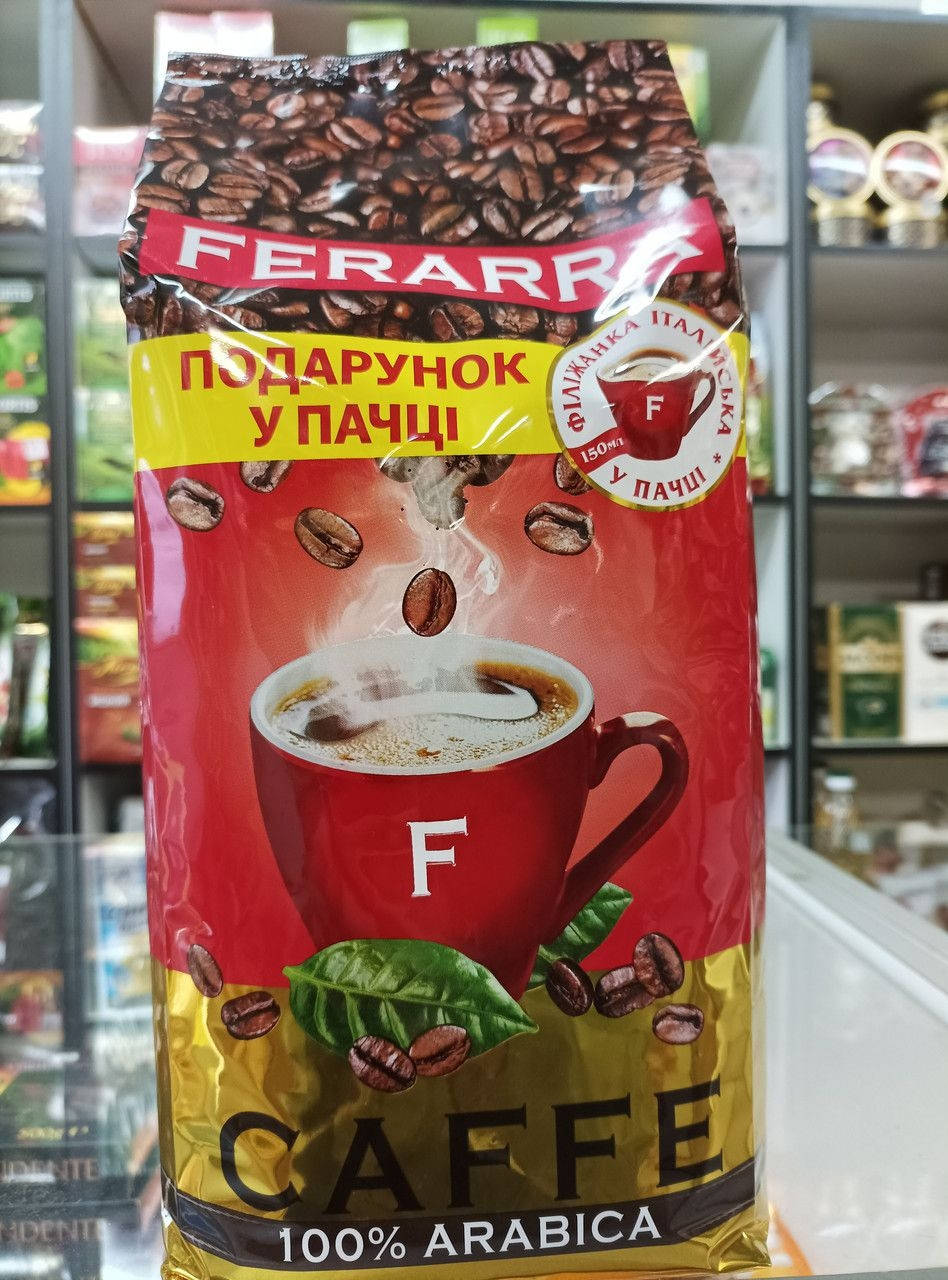 FERARRA
ПОДАРУНОК
У ПАЧЦІ
ФІЛІЖАНКА ІТАЛІЙСЬКА
F
150мл
У ПАЧЦІ *
F
CAFFE
100% ARABICA